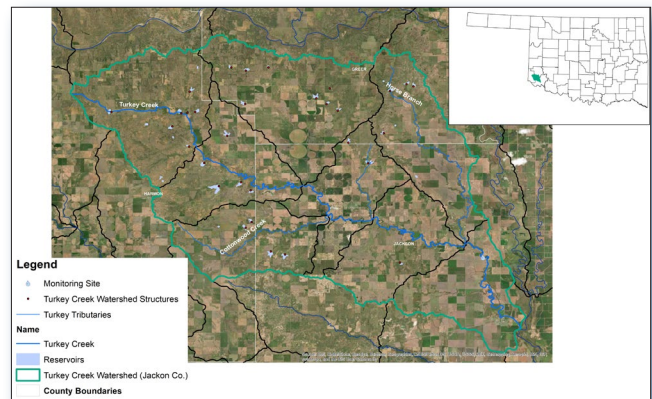 GREER
Turkey Creek
Horse Branch
HARMON
Cottonwood Creek
JACKSON
Legend
Monitoring Site
Turkey Creek Watershed Structures
Turkey Tributaries
Name
Turkey Creek
Reservoirs
Turkey Creek Watershed (Jackon Co.)
County Boundaries